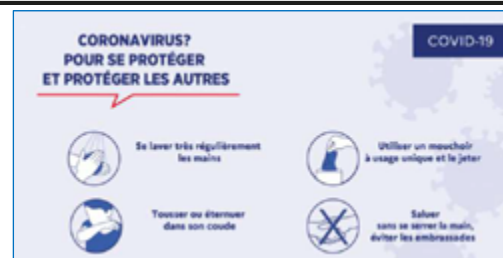 CORONAVIRUS?
POUR SE PROTÉGER
ET PROTÉGER LES AUTRES
COVID-19
Se laver très régulièrement
les mains
Utiliser un mouchoir
à usage unique et le jeter
Tousser ou éternuer
dans son coude
Saluer
sans se serrer la main,
éviter les embrassades